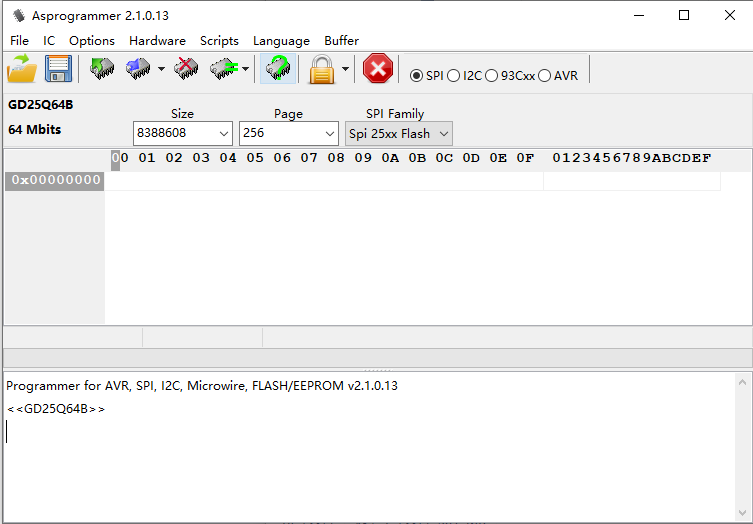 Asprogrammer 2.1.0.13
File IC Options Hardware Scripts Language Buffer
SPI I2C 93Cxx AVR
GD25Q64B
Size Page SPI Family
64 Mbits 8388608 256 Spi 25xx Flash
00 01 02 03 04 05 06 07 08 09 0A 0B 0C 0D 0E 0F 0123456789ABCDEF
0x00000000
Programmer for AVR, SPI, I2C, Microwire, FLASH/EEPROM v2.1.0.13
<<GD25Q64B>>